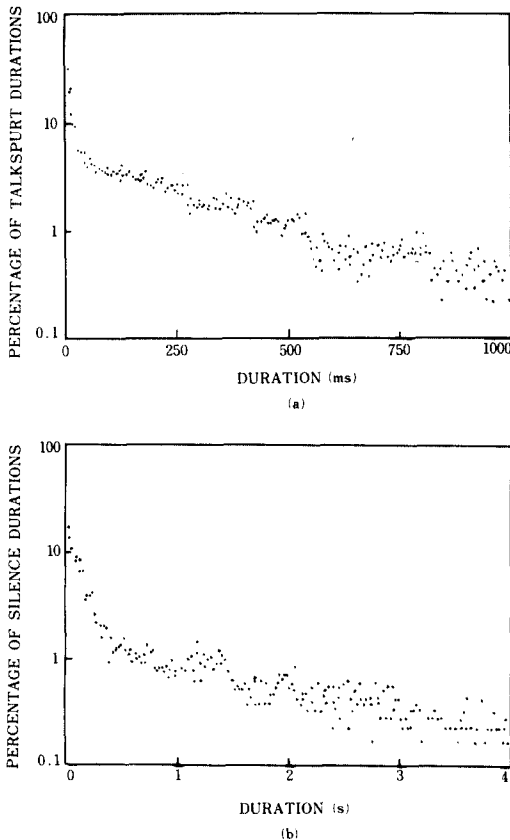 PERCENTAGE OF TALKSPURT DURATIONS
100
10
1
0.1
0 250 500 750 1000
DURATION (ms)
(a)
PERCENTAGE OF SILENCE DURATIONS
100
10
1
0.1
0 1 2 3 4
DURATION (s)
(b)